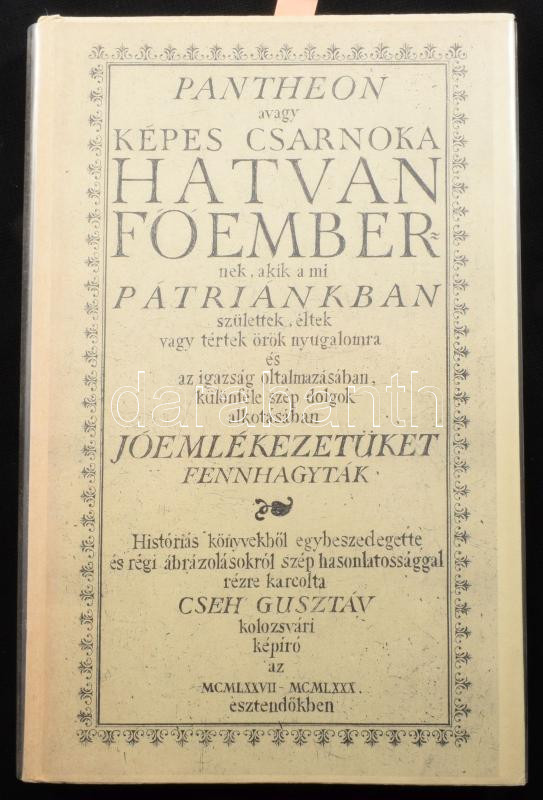 PANTHEON
avagy
KÉPES CSARNOKA
HATVAN
FŐEMBER=
nek, akik a mi
PÁTRIÁNKBAN
születtek, éltek
vagy tértek örök nyugalomra
és
az igazság oltalmazásában,
különféle szép dolgok
alkotásában
darabanth
JÓEMLÉKEZETÜKET
FENNHAGYTÁK
Históriás könyvekből egybeszedegette
és régi ábrázolásokról szép hasonlatossággal
rézre karcolta
CSEH GUSZTÁV
kolozsvári
képíró
az
MCMLXXVII - MCMLXXX.
esztendőkben